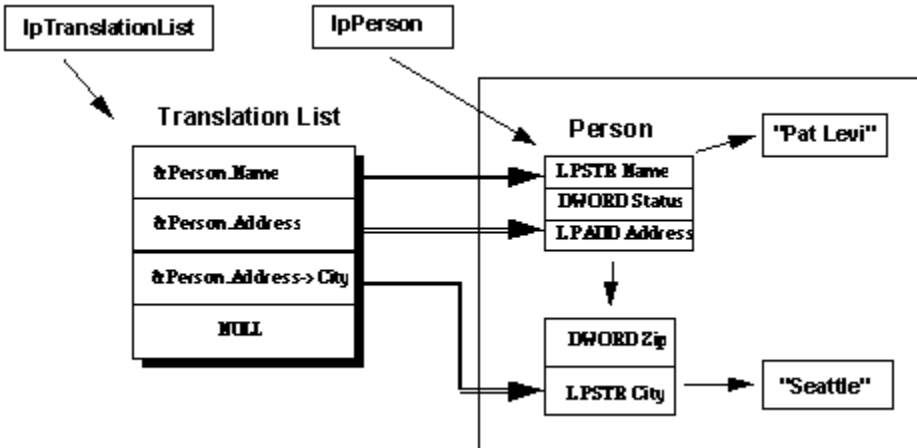 lpTranslationList
lpPerson
Translation List
Person
"Pat Levi"
&Person.Name
LPSTR Name
DWORD Status
&Person.Address
LPADD Address
&Person.Address->City
NULL
DWORD Zip
LPSTR City
"Seattle"